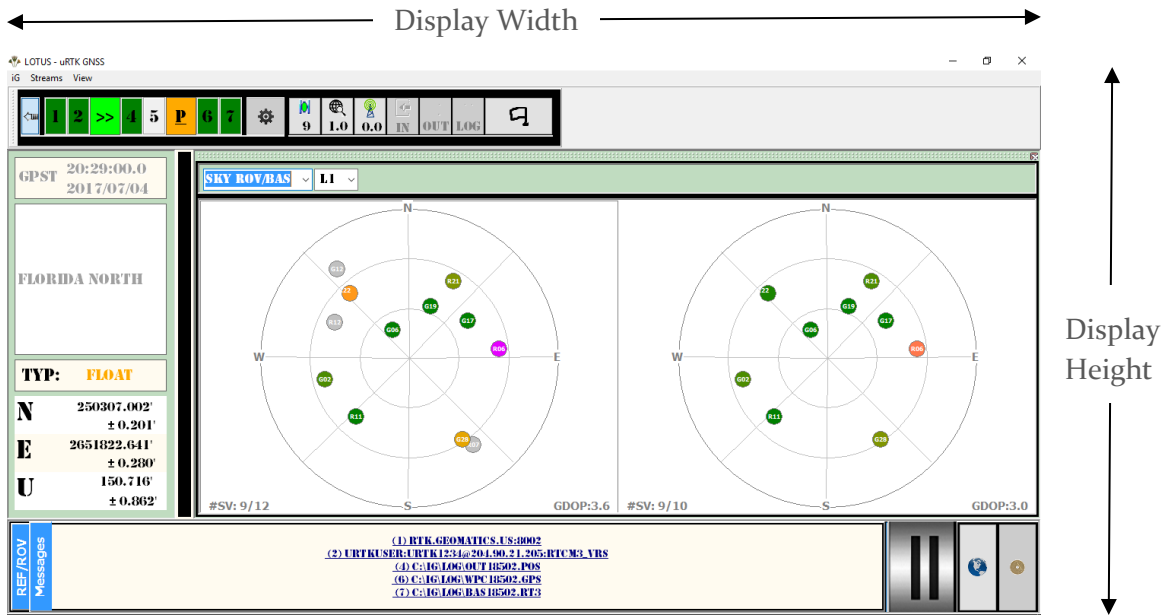 Display Width
LOTUS - uRTK GNSS
iG Streams View
1 2 >> 4 5 P 6 7 9 1.0 0.0 IN OUT LOG
GPST 20:29:00.0
2017/07/04
SKY ROV/BAS L1
FLORIDA NORTH
TYP: FLOAT
N 250307.002'
± 0.201'
E 2651822.641'
± 0.280'
U 150.716'
± 0.862'
N
G12
R21
22
G19
R12
G17
G06
R06
W E
G02
R11
G28
S
#SV: 9/12 GDOP:3.6
N
R21
22
G19
G17
G06
R06
W E
G02
R11
G28
S
#SV: 9/10 GDOP:3.0
Display
Height
REF/ROV
Messages
(1) RTK.GEOMATICS.US:8002
(2) URTKUSER:URTK1234@204.90.21.205:RTCM3_VRS
(4) C:\IG\LOG\OUT18502.POS
(6) C:\IG\LOG\WPC18502.GPS
(7) C:\IG\LOG\BAS18502.RT3